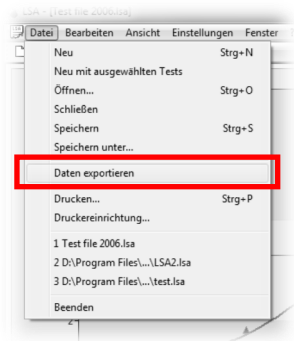 LSA - [Test file 2006.lsa]
Datei Bearbeiten Ansicht Einstellungen Fenster
Neu Strg+N
Neu mit ausgewählten Tests
Öffnen... Strg+O
Schließen
Speichern Strg+S
Speichern unter...
Daten exportieren
Drucken... Strg+P
Druckereinrichtung...
1 Test file 2006.lsa
2 D:\Program Files\...\LSA2.lsa
3 D:\Program Files\...\test.lsa
Beenden
2